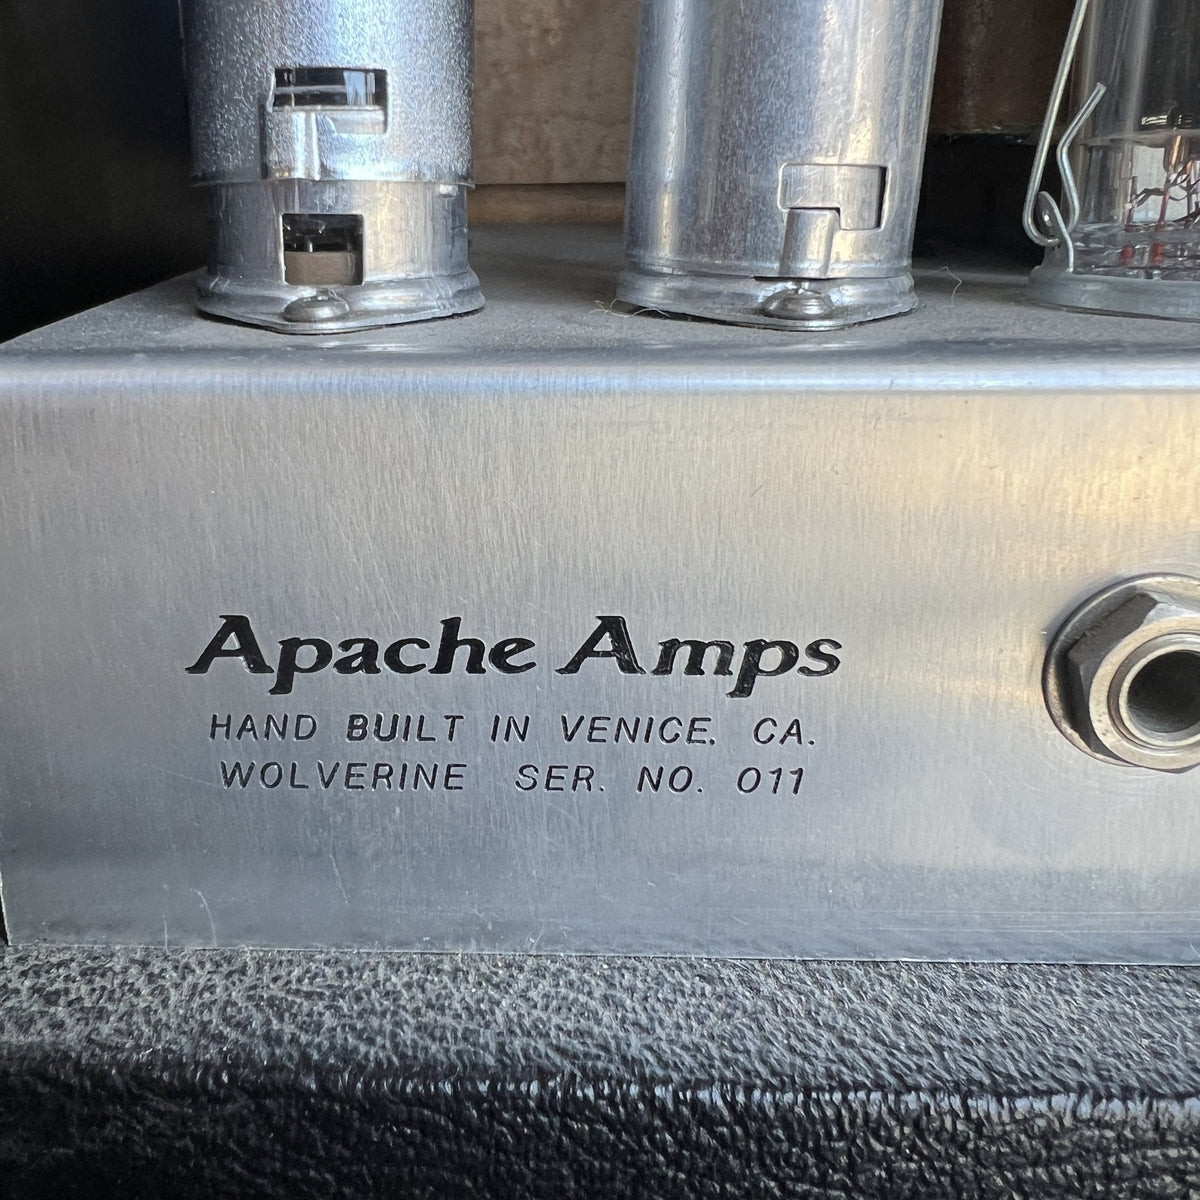 Apache Amps
HAND BUILT IN VENICE, CA.
WOLVERINE SER. NO. 011